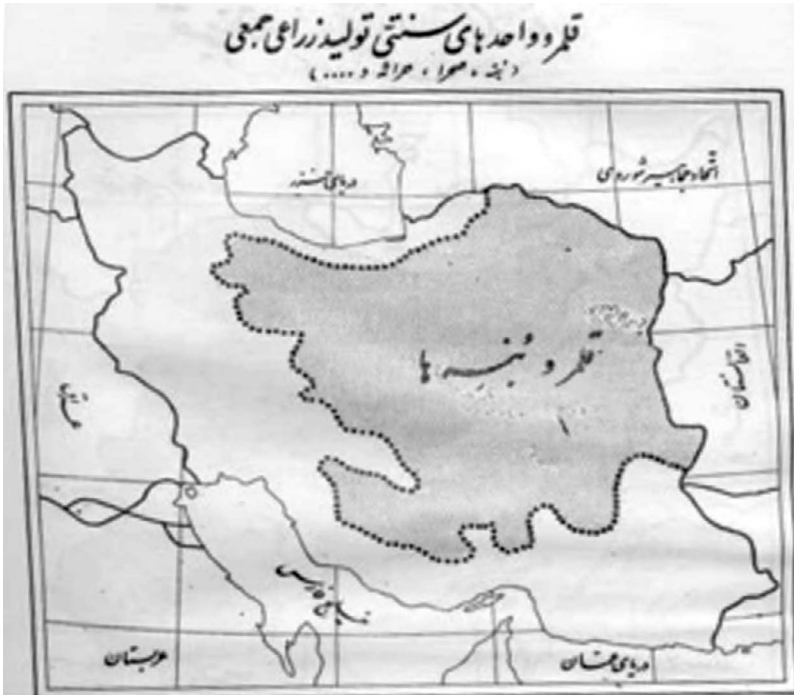 قلمرو واحدهای سنتی تولید زراعی جمعی
(بنه ، صحرا ، حراثه و ....)
اتحاد جماهیر شوروی
دریای خزر
قلمرو بُنـه ها
افغانستان
خلیج فارس
عربستان
دریای عمان